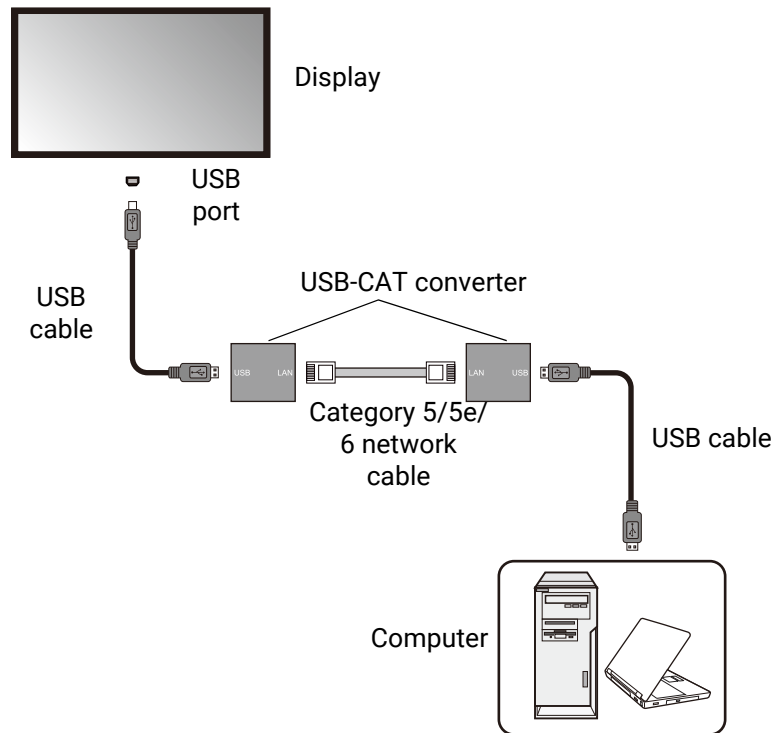 Display
USB
port
USB-CAT converter
USB
cable
USB LAN
LAN USB
Category 5/5e/
6 network
cable
USB cable
Computer